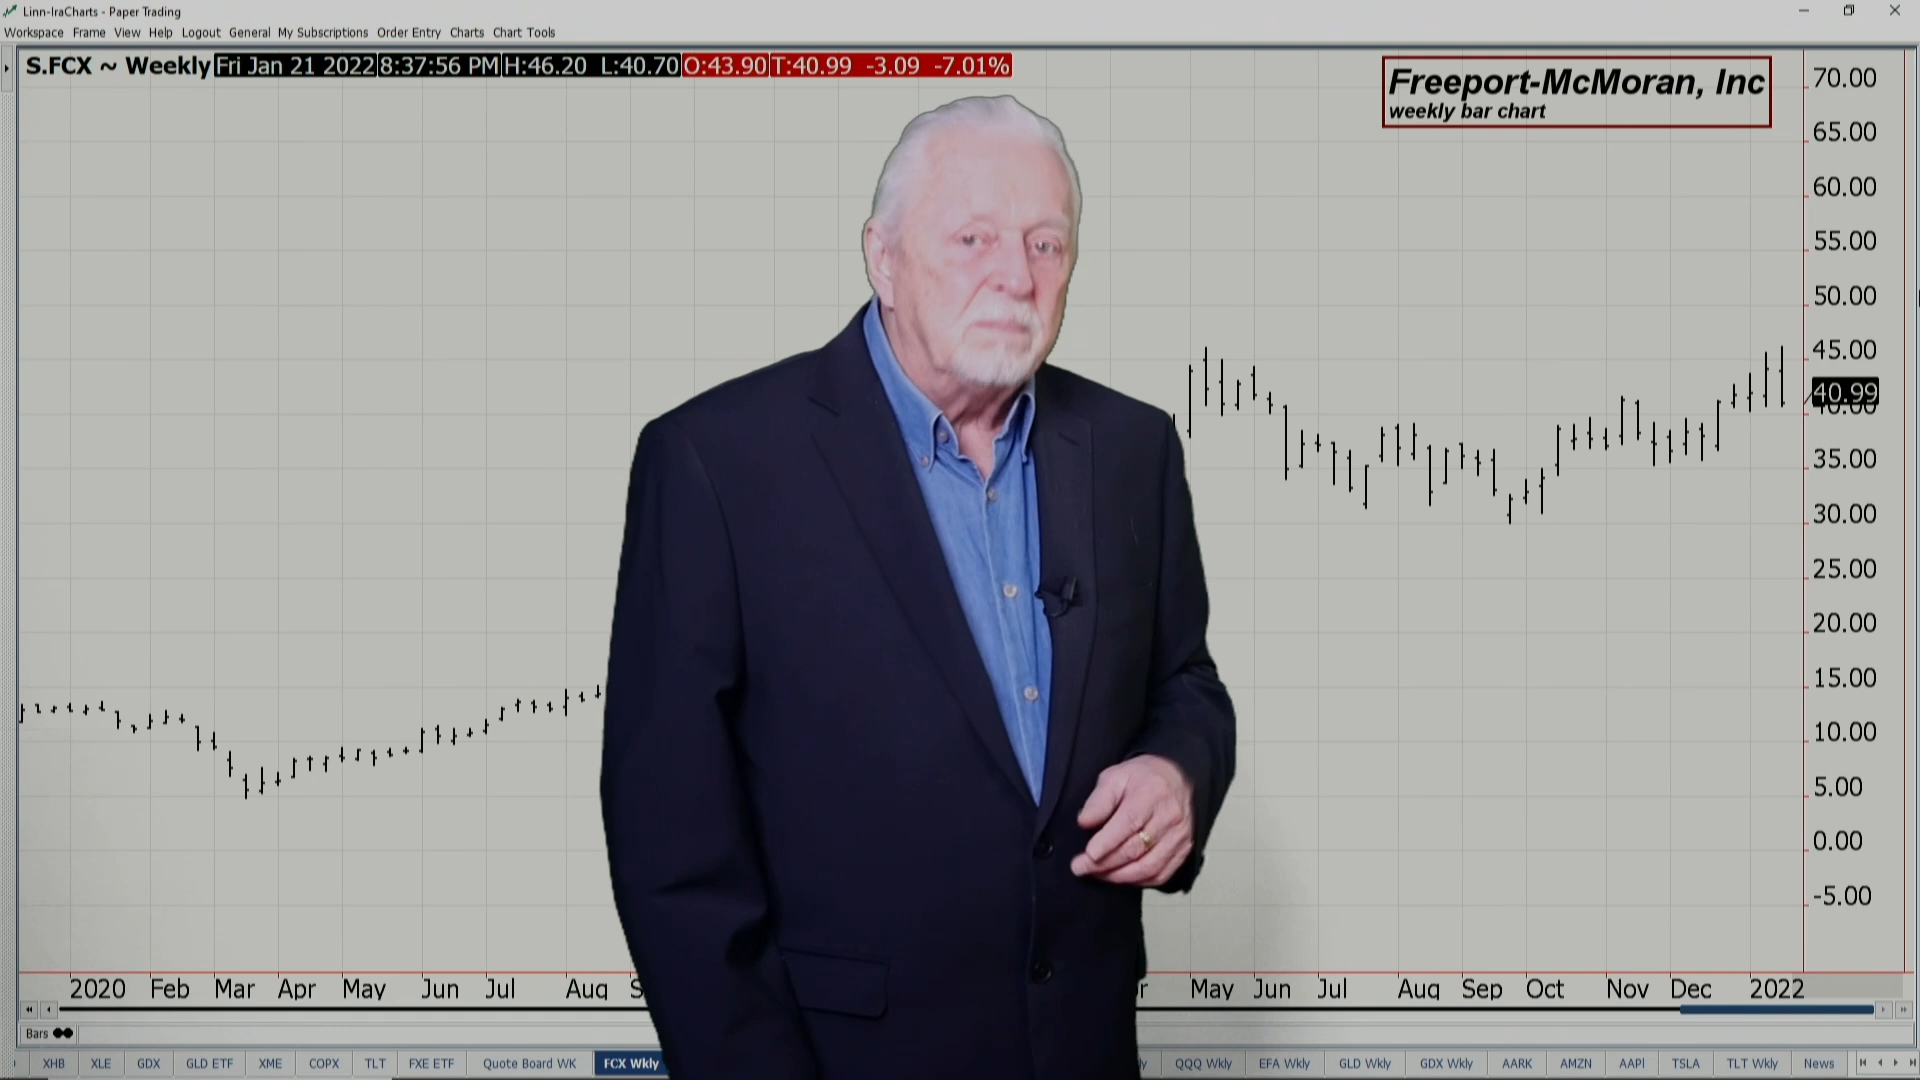 Linn-IraCharts - Paper Trading
Workspace Frame View Help Logout General My Subscriptions Order Entry Charts Chart Tools
S.FCX ~ Weekly Fri Jan 21 2022 8:37:56 PM H:46.20 L:40.70 O:43.90 T:40.99 -3.09 -7.01%
Freeport-McMoran, Inc
weekly bar chart
70.00
65.00
60.00
55.00
50.00
45.00
40.99
40.00
35.00
30.00
25.00
20.00
15.00
10.00
5.00
0.00
-5.00
2020 Feb Mar Apr May Jun Jul Aug May Jun Jul Aug Sep Oct Nov Dec 2022
Bars
XHB XLE GDX GLD ETF XME COPX TLT FXE ETF Quote Board WK FCX Wkly QQQ Wkly EFA Wkly GLD Wkly GDX Wkly AARK AMZN AAPl TSLA TLT Wkly News